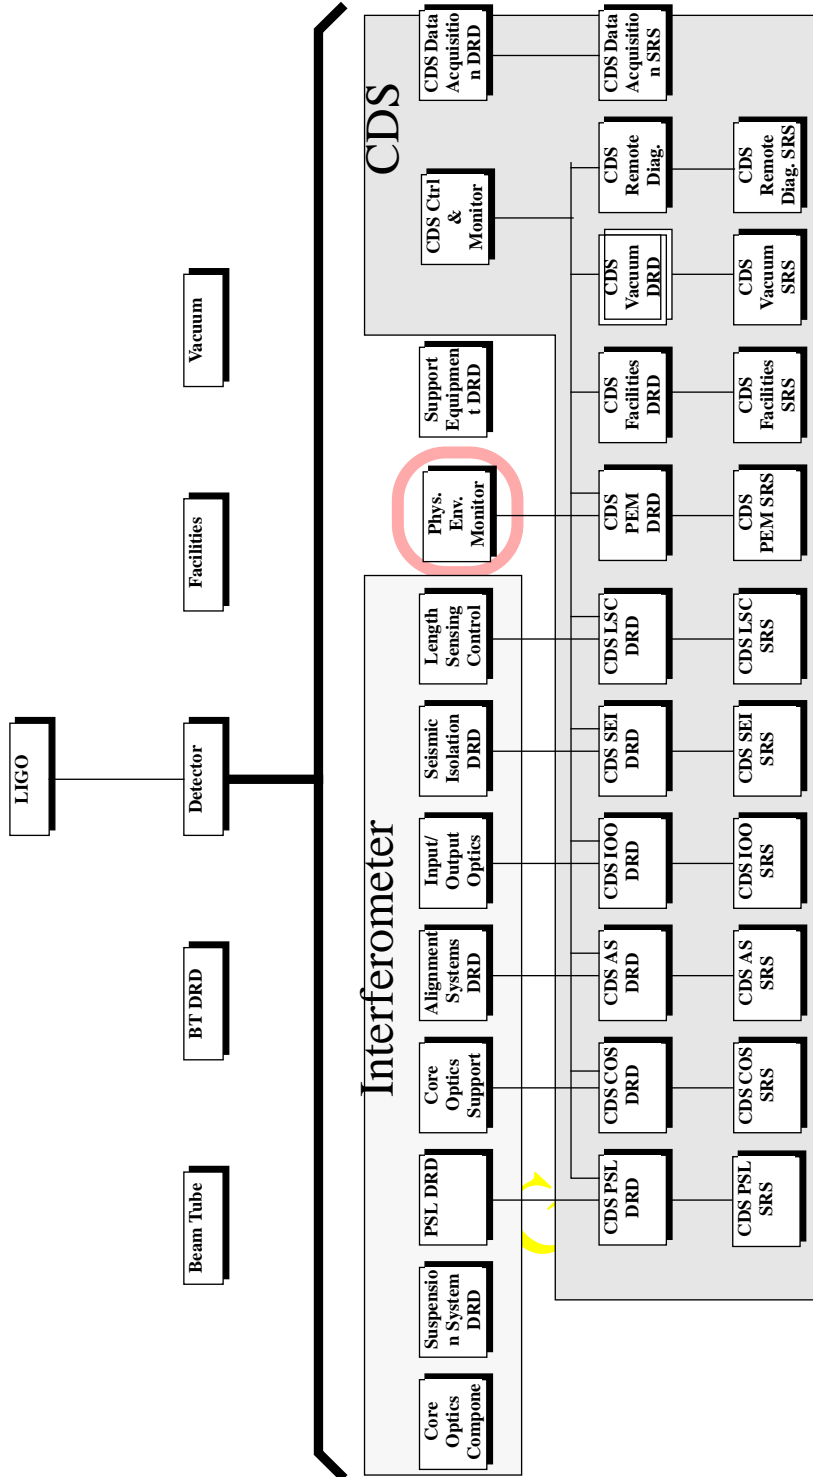 LIGO
Beam Tube
BT DRD
Detector
Facilities
Vacuum
Interferometer
CDS
Core
Optics
Compone
Suspensio
n System
DRD
PSL DRD
Core
Optics
Support
Alignment
Systems
DRD
Input/
Output
Optics
Seismic
Isolation
DRD
Length
Sensing
Control
Phys.
Env.
Monitor
Support
Equipmen
t DRD
CDS Ctrl
&
Monitor
CDS Data
Acquisitio
n DRD
CDS PSL
DRD
CDS COS
DRD
CDS AS
DRD
CDS IOO
DRD
CDS SEI
DRD
CDS LSC
DRD
CDS
PEM
DRD
CDS
Facilities
DRD
CDS
Vacuum
DRD
CDS
Remote
Diag.
CDS Data
Acquisitio
n SRS
CDS PSL
SRS
CDS COS
SRS
CDS AS
SRS
CDS IOO
SRS
CDS SEI
SRS
CDS LSC
SRS
CDS
PEM SRS
CDS
Facilities
SRS
CDS
Vacuum
SRS
CDS
Remote
Diag. SRS